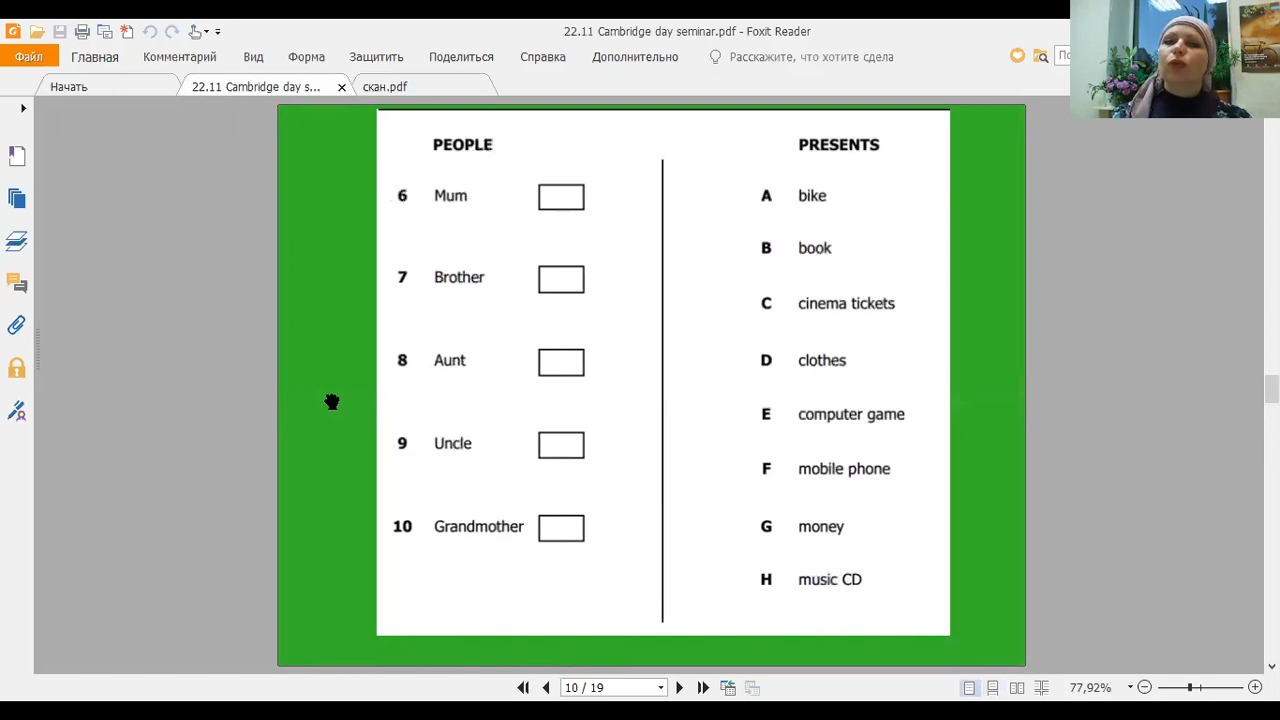 22.11 Cambridge day seminar.pdf - Foxit Reader
Файл Главная Комментарий Вид Форма Защитить Поделиться Справка Дополнительно Расскажите, что хотите сдела
Начать 22.11 Cambridge day s... скан.pdf
PEOPLE PRESENTS
6 Mum A bike
B book
7 Brother C cinema tickets
8 Aunt D clothes
E computer game
9 Uncle F mobile phone
10 Grandmother G money
H music CD
10 / 19 77,92%